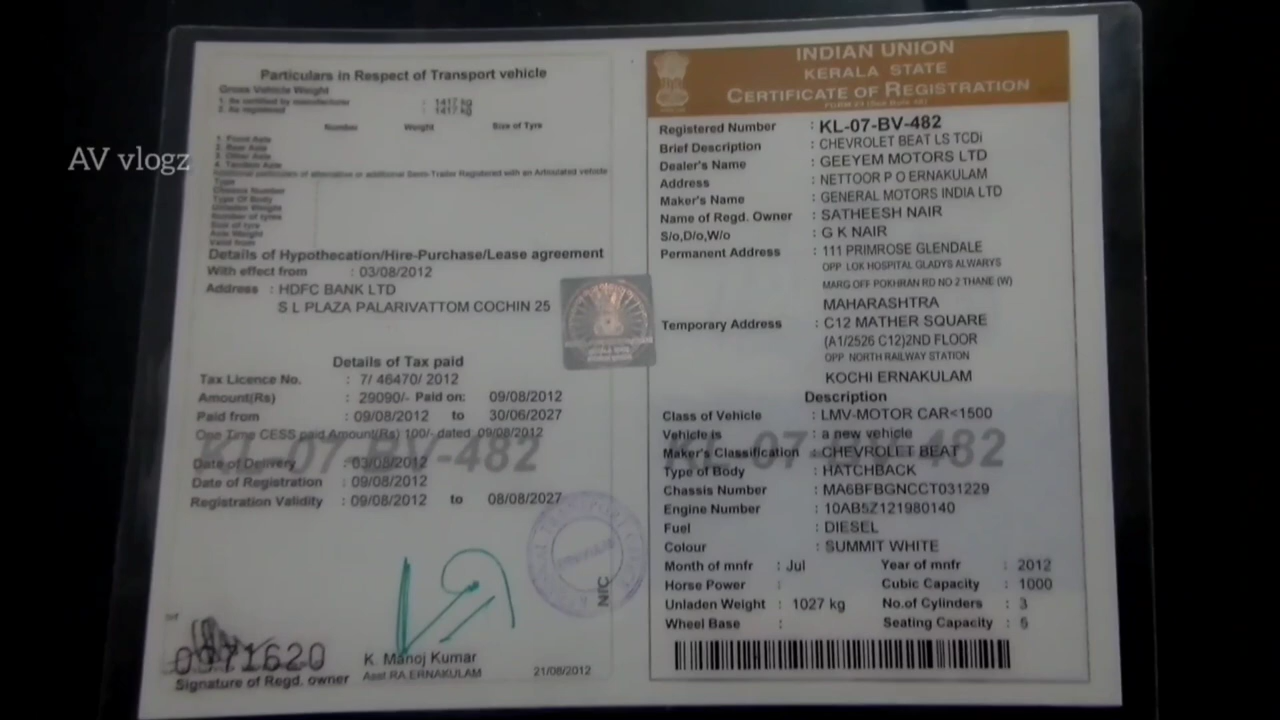 AV vlogz
Particulars in Respect of Transport vehicle
Gross Vehicle Weight
1. As certified by manufacturer : 1417 kg
2. As registered : 1417 kg
Number Weight Size of Tyre
1. Front Axle
2. Rear Axle
3. Other Axle
4. Tandem Axle
Additional particulars of alternative or additional Semi-Trailer Registered with an Articulated vehicle
Type
Chassis Number
Type Of Body
Unladen Weight
Number of tyres
Size of tyre
Axle Weight
Valid from
Details of Hypothecation/Hire-Purchase/Lease agreement
With effect from : 03/08/2012
Address : HDFC BANK LTD
S L PLAZA PALARIVATTOM COCHIN 25
Details of Tax paid
Tax Licence No. : 7/ 46470/ 2012
Amount(Rs) : 29090/- Paid on: 09/08/2012
Paid from : 09/08/2012 to 30/06/2027
One Time CESS paid Amount(Rs) 100/- dated 09/08/2012
KL-07-BV-482
Date of Delivery : 03/08/2012
Date of Registration : 09/08/2012
Registration Validity : 09/08/2012 to 08/08/2027
NIC
0971620
Signature of Regd. owner
K. Manoj Kumar
Asst.RA ERNAKULAM
21/08/2012
INDIAN UNION
KERALA STATE
CERTIFICATE OF REGISTRATION
FORM 23 (See Rule 48)
Registered Number : KL-07-BV-482
Brief Description : CHEVROLET BEAT LS TCDi
Dealer's Name : GEEYEM MOTORS LTD
Address : NETTOOR P O ERNAKULAM
Maker's Name : GENERAL MOTORS INDIA LTD
Name of Regd. Owner : SATHEESH NAIR
S/o,D/o,W/o : G K NAIR
Permanent Address : 111 PRIMROSE GLENDALE
OPP LOK HOSPITAL GLADYS ALWARYS
MARG OFF POKHRAN RD NO 2 THANE (W)
MAHARASHTRA
Temporary Address : C12 MATHER SQUARE
(A1/2526 C12)2ND FLOOR
OPP NORTH RAILWAY STATION
KOCHI ERNAKULAM
Description
Class of Vehicle : LMV-MOTOR CAR<1500
Vehicle is : a new vehicle
KL-07-BV-482
Maker's Classification : CHEVROLET BEAT
Type of Body : HATCHBACK
Chassis Number : MA6BFBGNCCT031229
Engine Number : 10AB5Z121980140
Fuel : DIESEL
Colour : SUMMIT WHITE
Month of mnfr : Jul Year of mnfr : 2012
Horse Power : Cubic Capacity : 1000
Unladen Weight : 1027 kg No.of Cylinders : 3
Wheel Base : Seating Capacity : 5